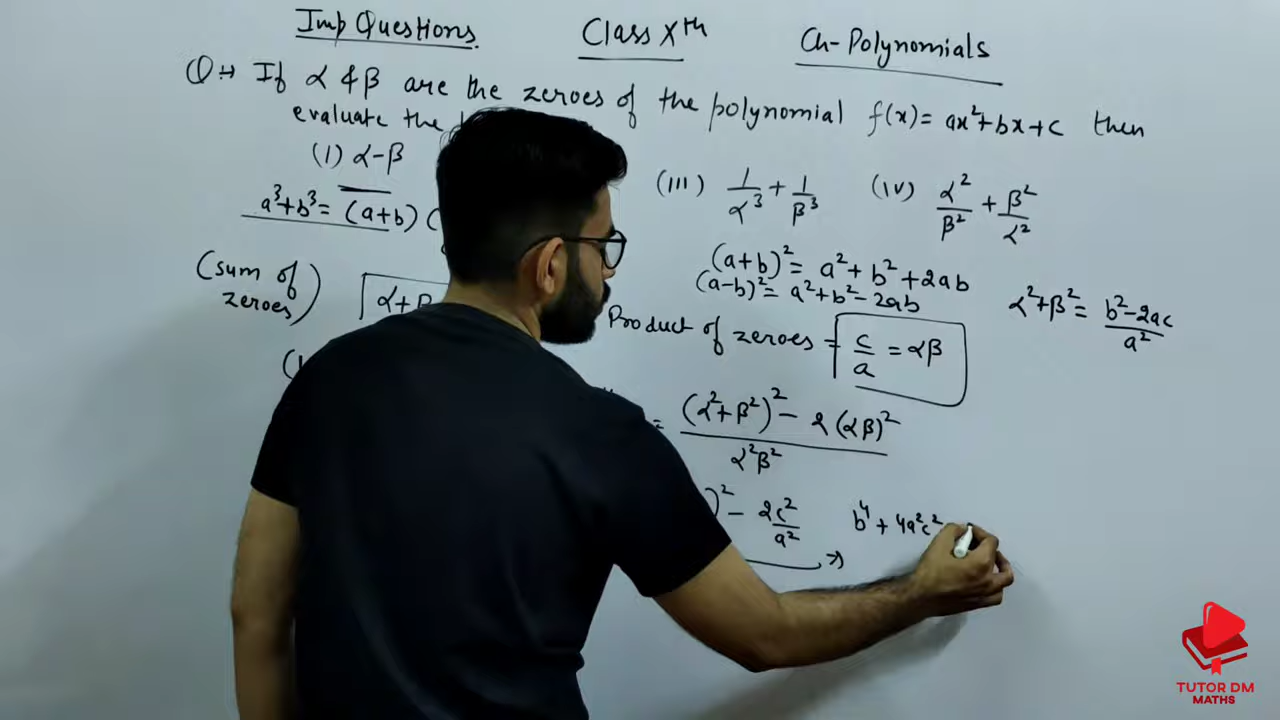 Imp Questions. Class Xth Ch-Polynomials
Q→ If α & β are the zeroes of the polynomial f(x)= ax²+bx+c then
evaluate the
(I) α-β (III) 1/α³ + 1/β³ (IV) α²/β² + β²/α²
a³+b³= (a+b) (
(a+b)²= a²+b²+2ab
(a-b)²= a²+b²-2ab
α²+β²= b²-2ac/a²
(sum of zeroes) α+β
Product of zeroes = c/a = αβ
= (α²+β²)² - 2(αβ)² / α²β²
)² - 2c²/a² → b⁴+4a²c²
TUTOR DM
MATHS